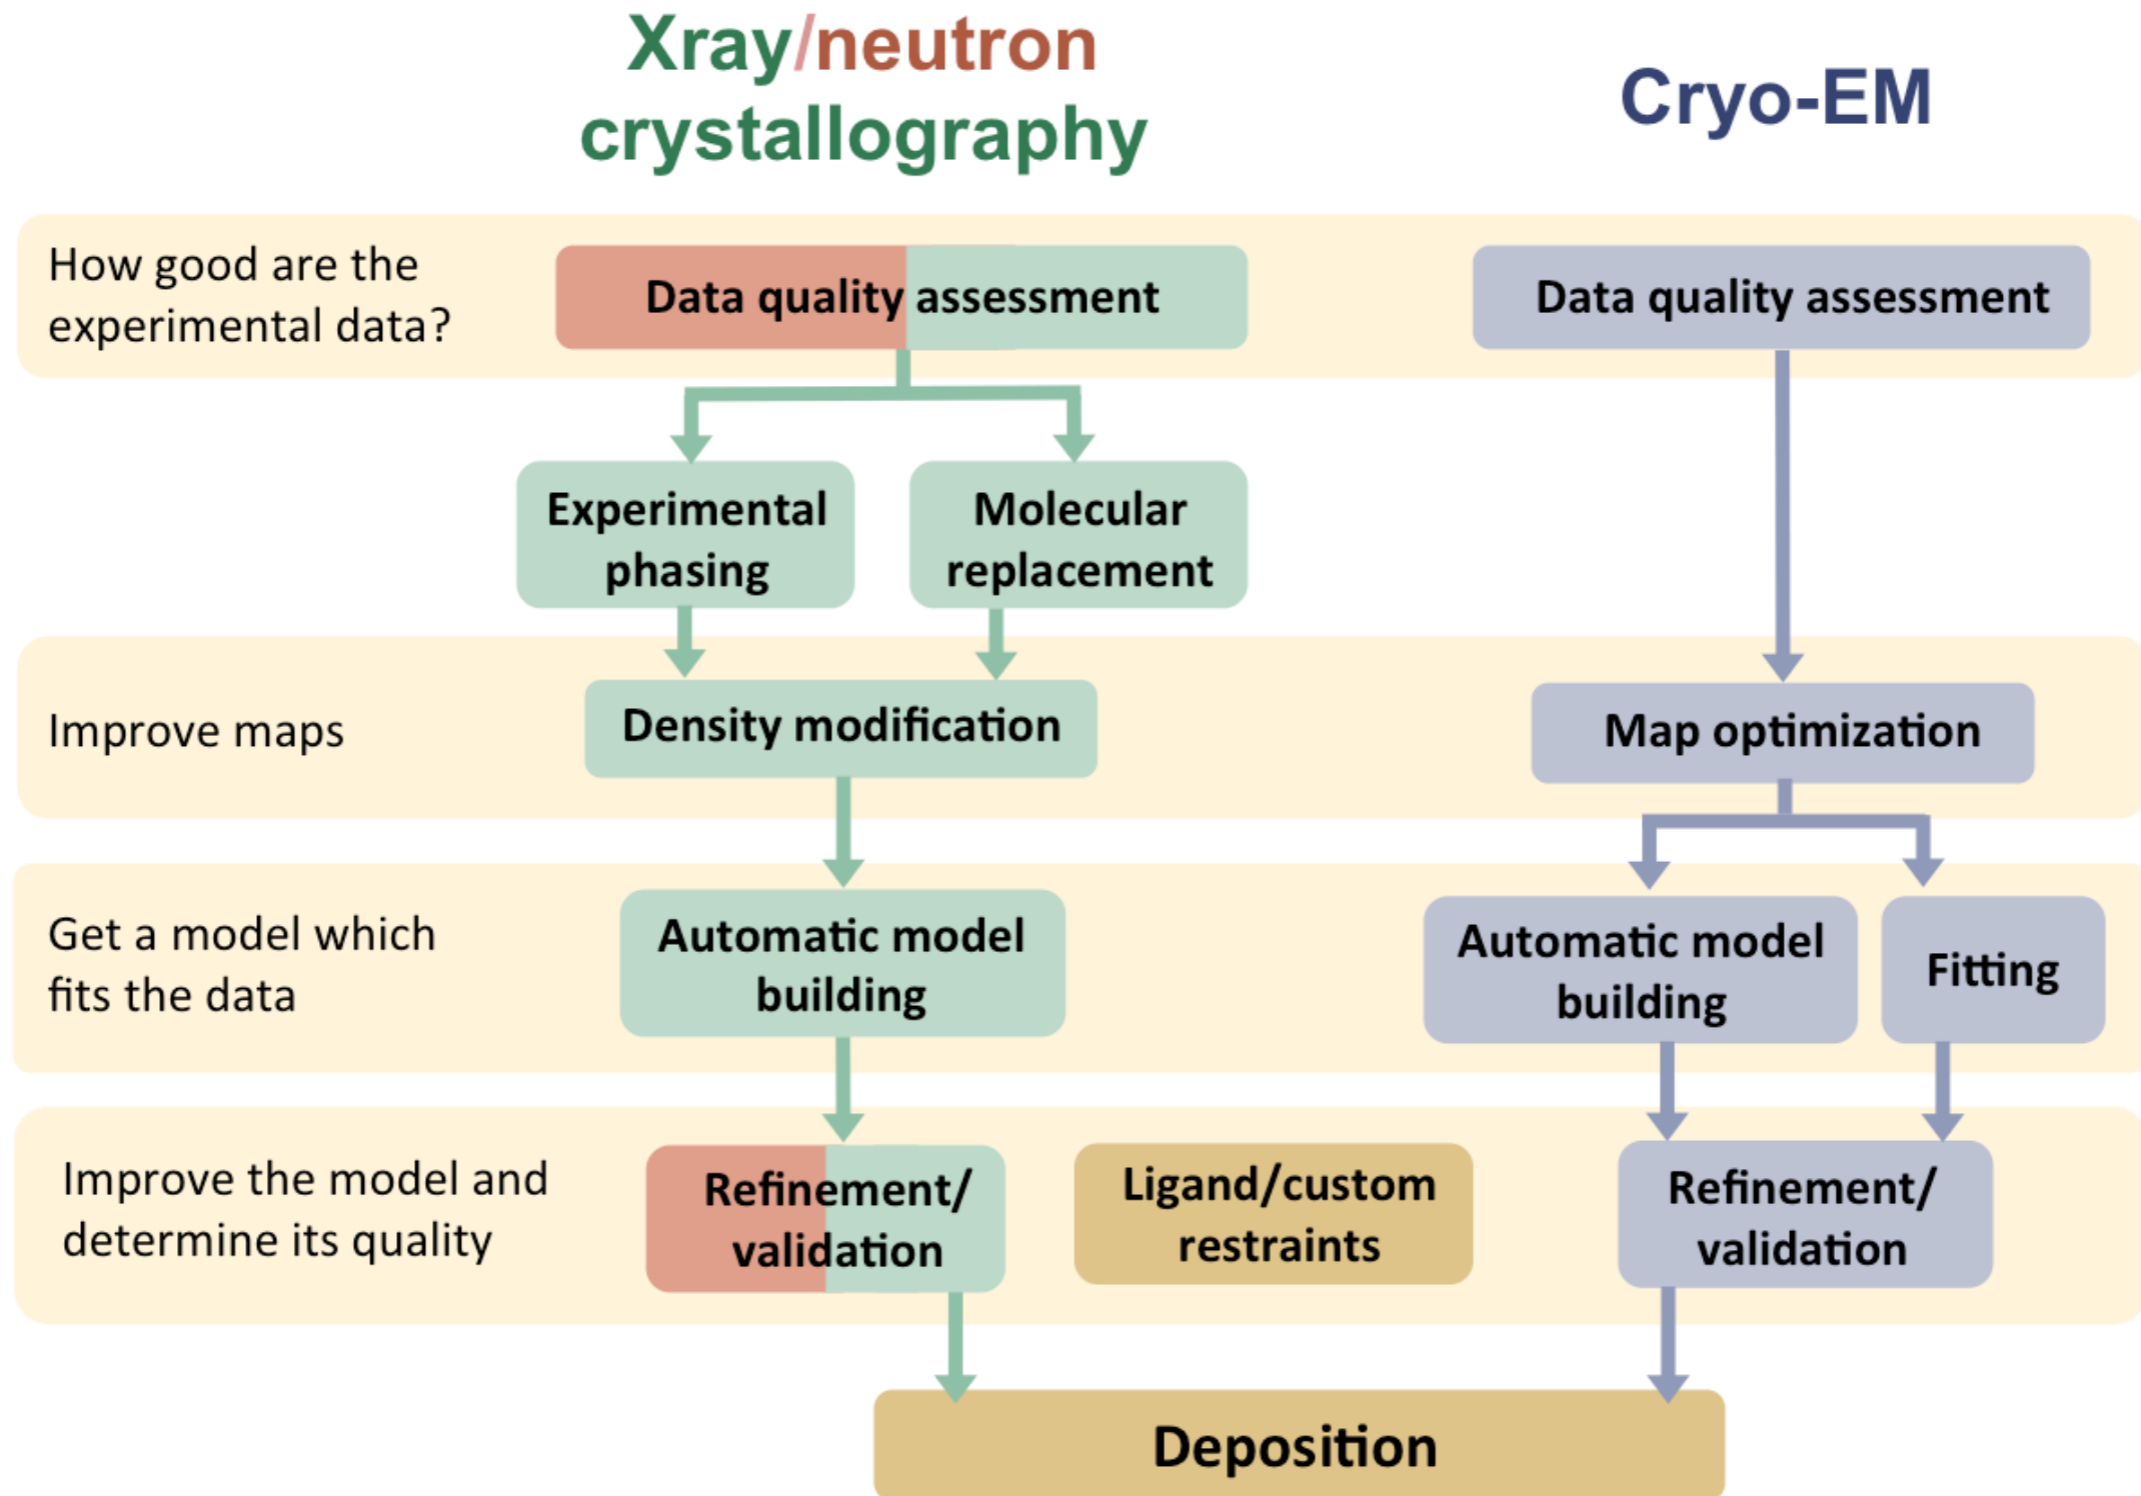 Xray/neutron
crystallography
Cryo-EM
How good are the
experimental data?
Data quality assessment
Data quality assessment
Experimental
phasing
Molecular
replacement
Improve maps
Density modification
Map optimization
Get a model which
fits the data
Automatic model
building
Automatic model
building
Fitting
Improve the model and
determine its quality
Refinement/
validation
Ligand/custom
restraints
Refinement/
validation
Deposition